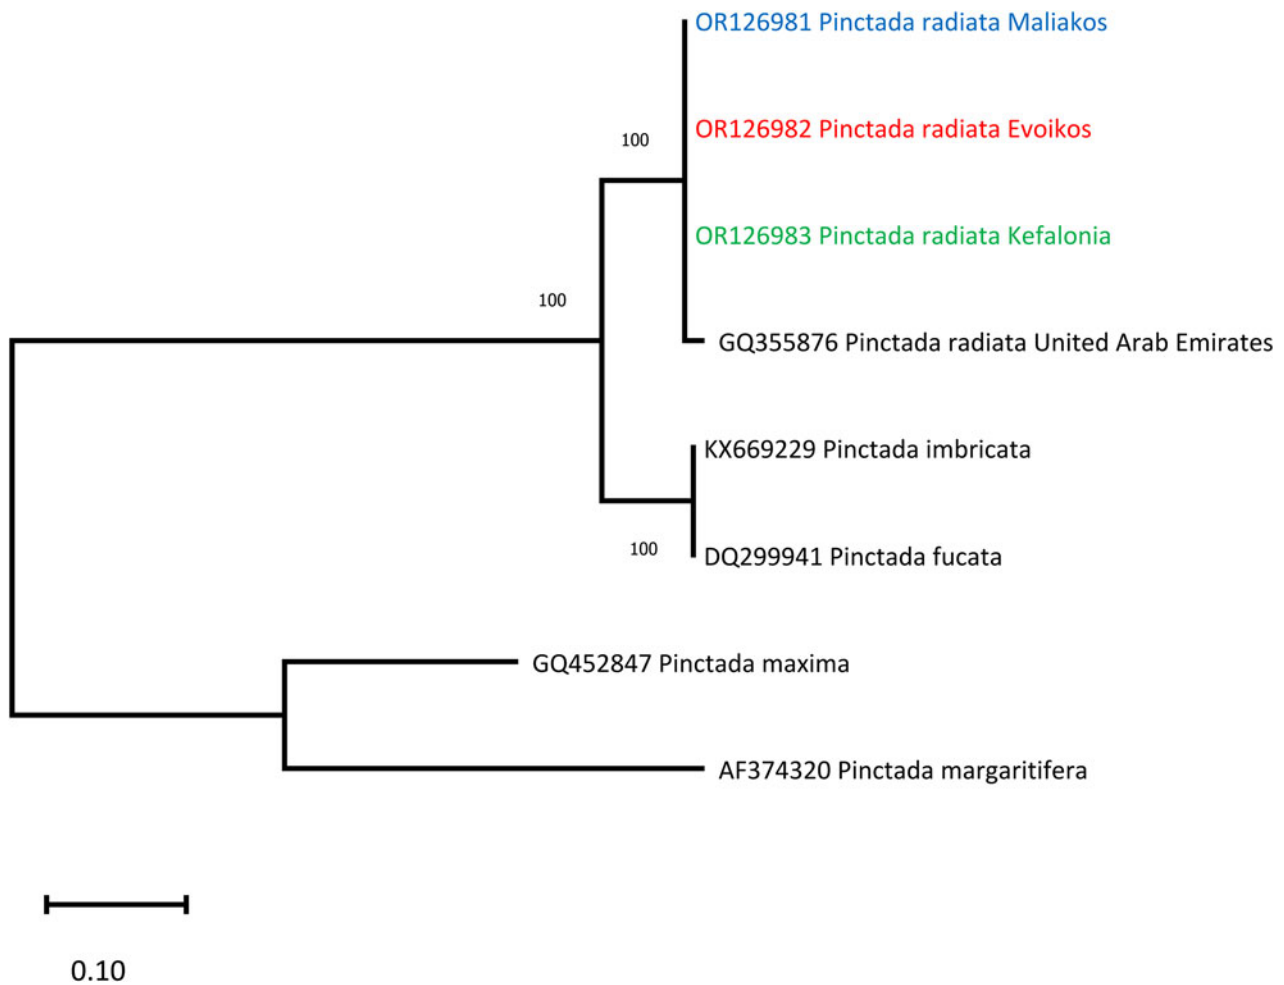 OR126981 Pinctada radiata Maliakos
OR126982 Pinctada radiata Evoikos
100
OR126983 Pinctada radiata Kefalonia
100
GQ355876 Pinctada radiata United Arab Emirates
KX669229 Pinctada imbricata
100
DQ299941 Pinctada fucata
GQ452847 Pinctada maxima
AF374320 Pinctada margaritifera
0.10